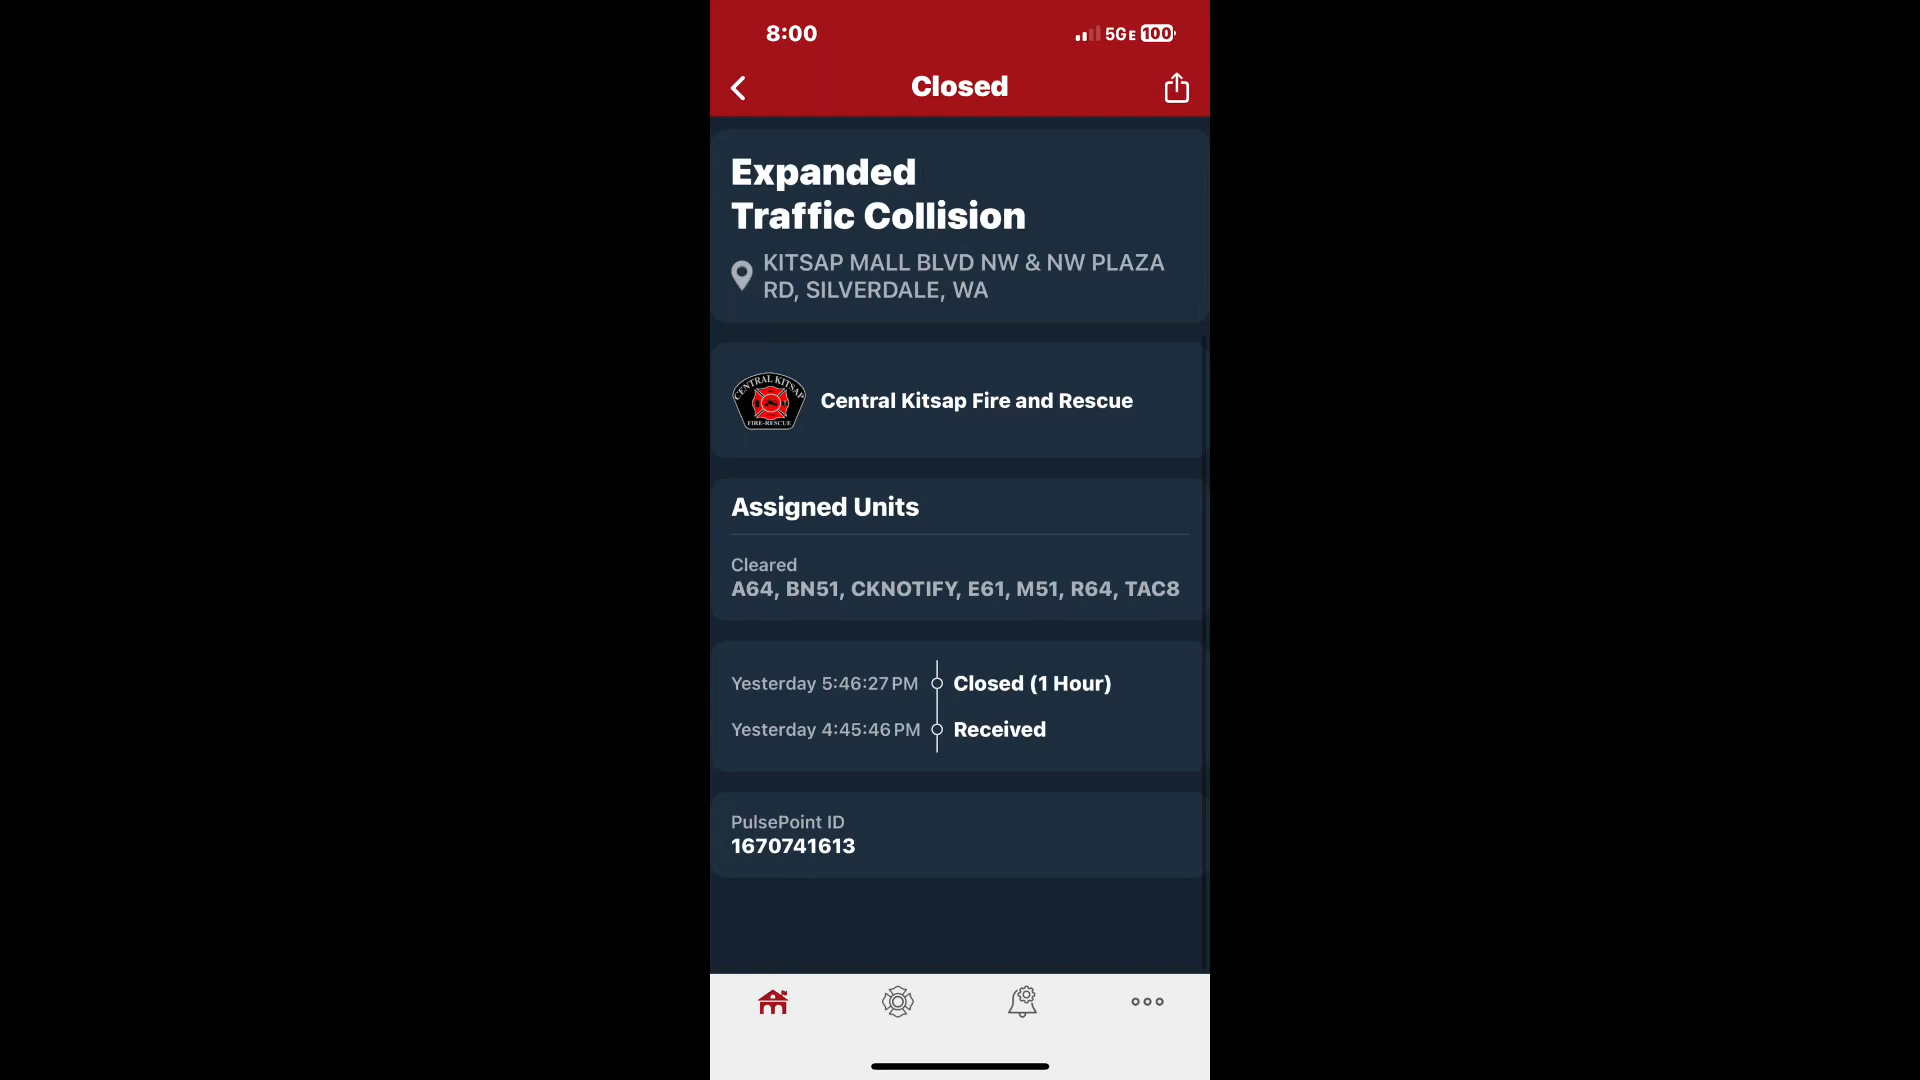 8:00
5GE 100
Closed
Expanded
Traffic Collision
KITSAP MALL BLVD NW & NW PLAZA
RD, SILVERDALE, WA
CENTRAL KITSAP
FIRE-RESCUE
Central Kitsap Fire and Rescue
Assigned Units
Cleared
A64, BN51, CKNOTIFY, E61, M51, R64, TAC8
Yesterday 5:46:27 PM Closed (1 Hour)
Yesterday 4:45:46 PM Received
PulsePoint ID
1670741613